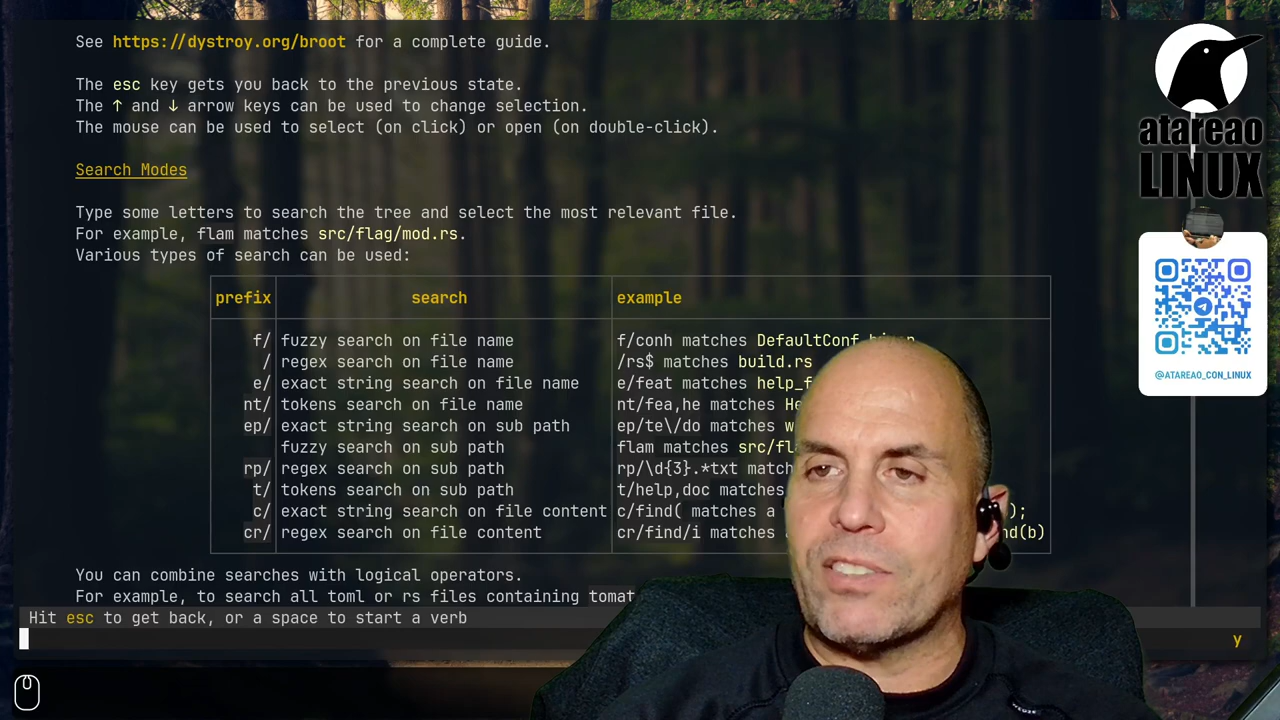 See https://dystroy.org/broot for a complete guide.
The esc key gets you back to the previous state.
The ↑ and ↓ arrow keys can be used to change selection.
The mouse can be used to select (on click) or open (on double-click).
Search Modes
Type some letters to search the tree and select the most relevant file.
For example, flam matches src/flag/mod.rs.
Various types of search can be used:
prefix search example
f/ fuzzy search on file name f/conh matches
/ regex search on file name /rs$ matches build.rs
e/ exact string search on file name e/feat matches
nt/ tokens search on file name nt/fea,he matches
ep/ exact string search on sub path ep/te\/do matches
fuzzy search on sub path flam matches
rp/ regex search on sub path rp/\d{3}.*txt
t/ tokens search on sub path t/help,doc matches
c/ exact string search on file content c/find( matches a );
cr/ regex search on file content cr/find/i matches
You can combine searches with logical operators.
For example, to search all toml or rs files containing
Hit esc to get back, or a space to start a verb
y
atareao
LINUX
@ATAREAO_CON_LINUX